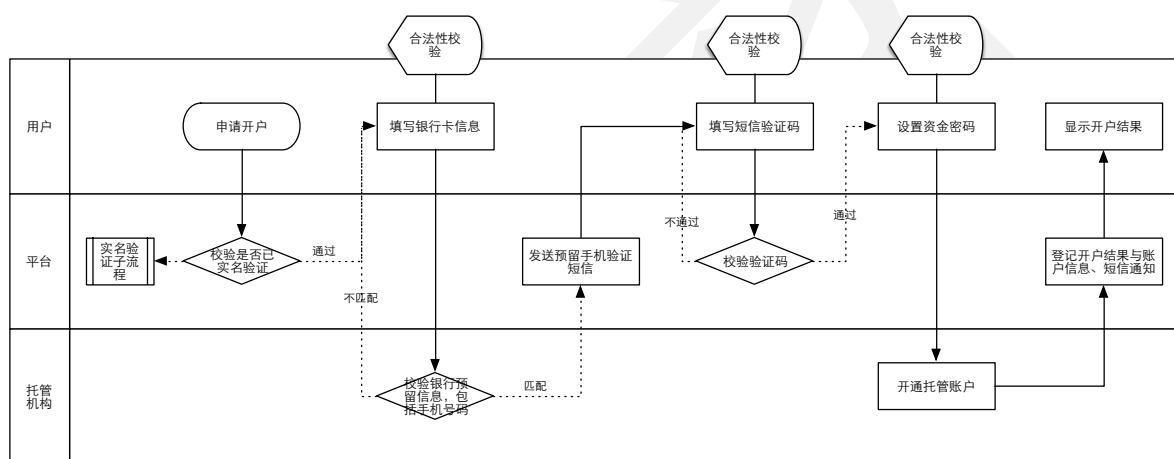 合法性校
验
合法性校
验
合法性校
验
用户
申请开户
填写银行卡信息
填写短信验证码
设置资金密码
显示开户结果
平台
实名验
证子流
程
校验是否已
实名验证
通过
不匹配
发送预留手机验证
短信
不通过
校验验证码
通过
登记开户结果与账
户信息、短信通知
托管
机构
校验银行预
留信息，包
括手机号码
匹配
开通托管账户